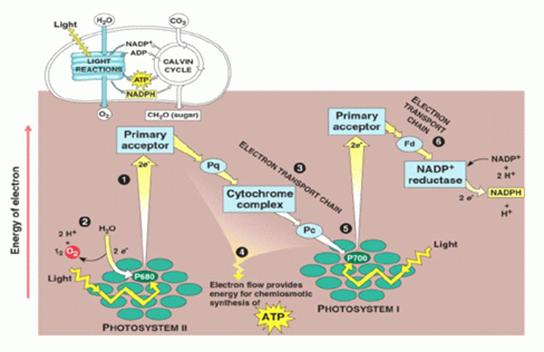 Light
H₂O
CO₂
NADP⁺
ADP
LIGHT
REACTIONS
CALVIN
CYCLE
ATP
NADPH
O₂
CH₂O (sugar)
Energy of electron
Primary
acceptor
2e⁻
1
Pq
ELECTRON TRANSPORT CHAIN
3
Cytochrome
complex
Pc
2
H₂O
2 H⁺
+
½ O₂
2 e⁻
Light
P680
PHOTOSYSTEM II
4
Electron flow provides
energy for chemiosmotic
synthesis of
ATP
Primary
acceptor
2e⁻
ELECTRON
TRANSPORT
CHAIN
Fd
6
NADP⁺
reductase
NADP⁺
+
2 H⁺
2 e⁻
NADPH
+
H⁺
5
P700
Light
PHOTOSYSTEM I